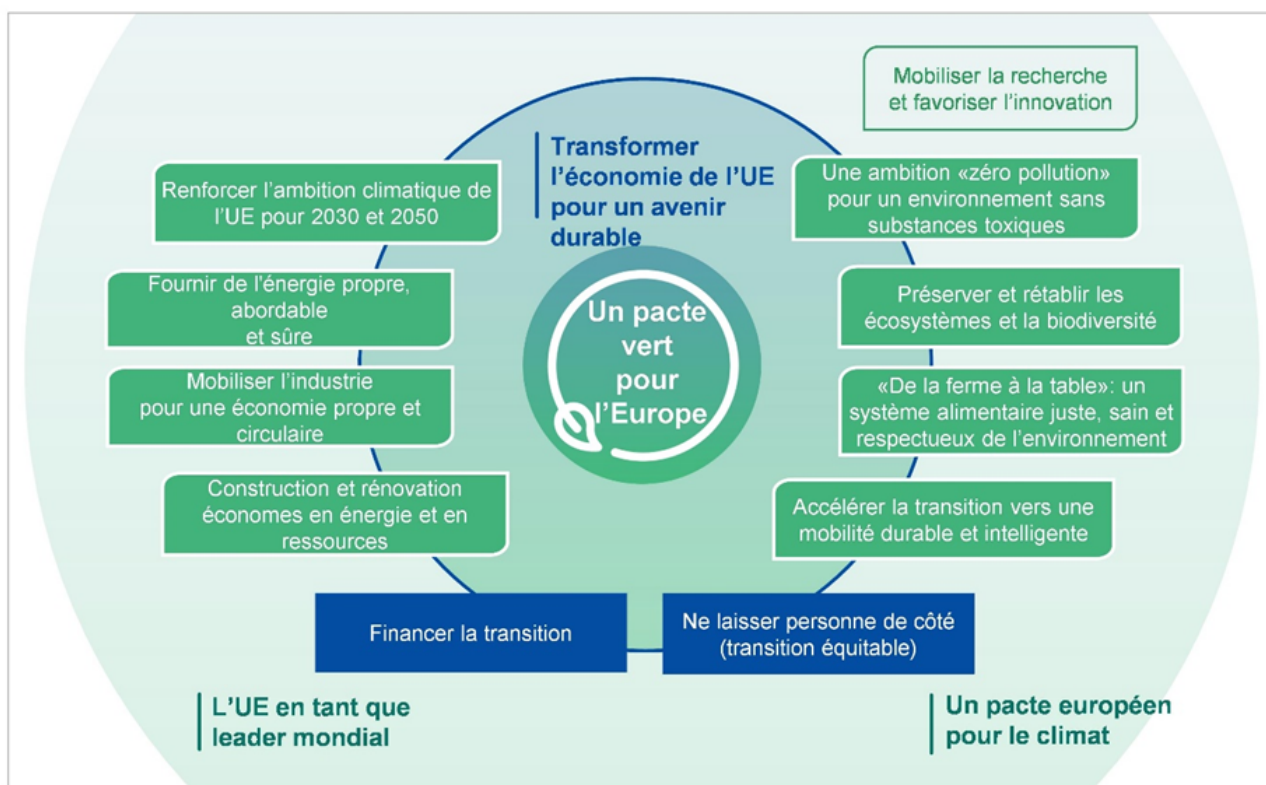 Mobiliser la recherche
et favoriser l’innovation
Transformer
l’économie de l’UE
pour un avenir
durable
Renforcer l’ambition climatique de
l’UE pour 2030 et 2050
Fournir de l'énergie propre,
abordable
et sûre
Mobiliser l’industrie
pour une économie propre et
circulaire
Construction et rénovation
économes en énergie et en
ressources
Un pacte
vert
pour
l’Europe
Une ambition «zéro pollution»
pour un environnement sans
substances toxiques
Préserver et rétablir les
écosystèmes et la biodiversité
«De la ferme à la table»: un
système alimentaire juste, sain et
respectueux de l’environnement
Accélérer la transition vers une
mobilité durable et intelligente
Financer la transition
Ne laisser personne de côté
(transition équitable)
L’UE en tant que
leader mondial
Un pacte européen
pour le climat